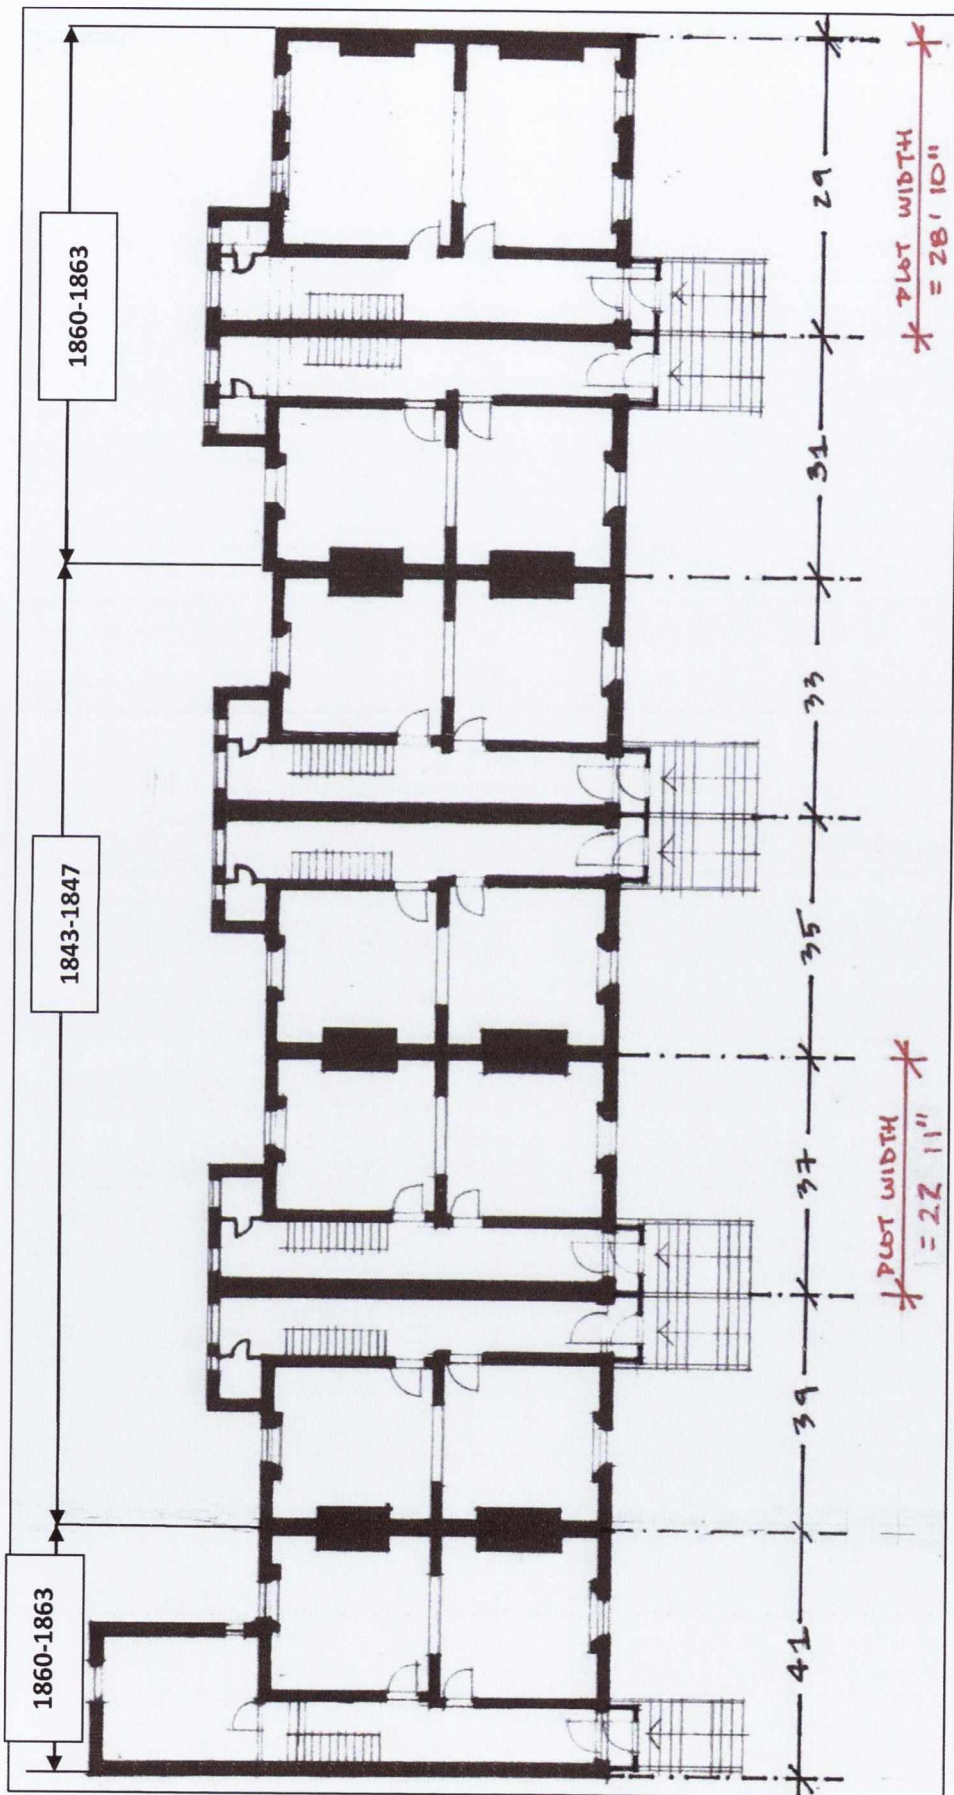 1860-1863
1843-1847
1860-1863
41
39
37
35
33
31
29
PLOT WIDTH
= 22' 11"
PLOT WIDTH
= 28' 10"